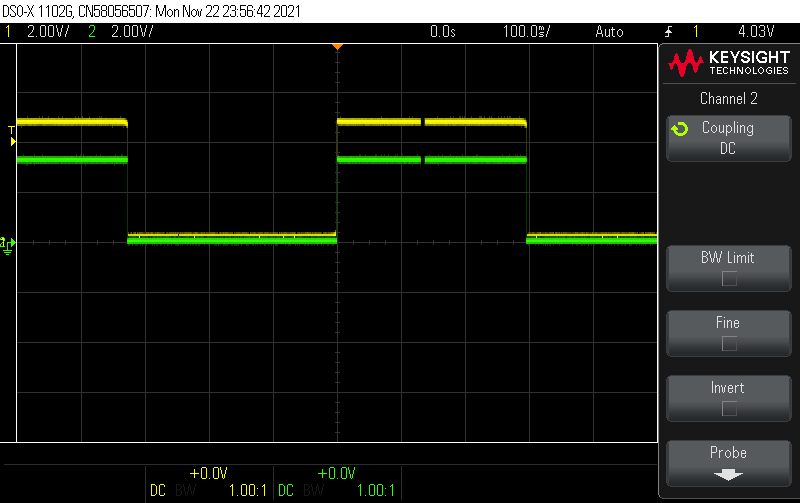 DSO-X 1102G, CN58056507: Mon Nov 22 23:56:42 2021
1 2.00V/ 2 2.00V/ 0.0s 100.0ms/ Auto 1 4.03V
KEYSIGHT
TECHNOLOGIES
Channel 2
Coupling
DC
BW Limit
Fine
Invert
Probe
T
2
+0.0V +0.0V
DC BW 1.00:1 DC BW 1.00:1